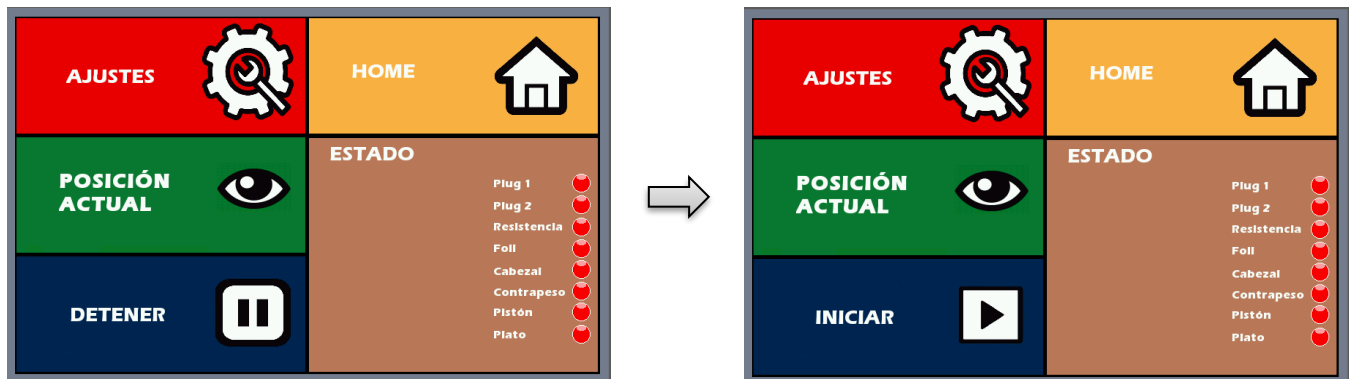 AJUSTES
HOME
POSICIÓN
ACTUAL
ESTADO
Plug 1
Plug 2
Resistencia
Foil
Cabezal
Contrapeso
Pistón
Plato
DETENER
AJUSTES
HOME
POSICIÓN
ACTUAL
ESTADO
Plug 1
Plug 2
Resistencia
Foil
Cabezal
Contrapeso
Pistón
Plato
INICIAR